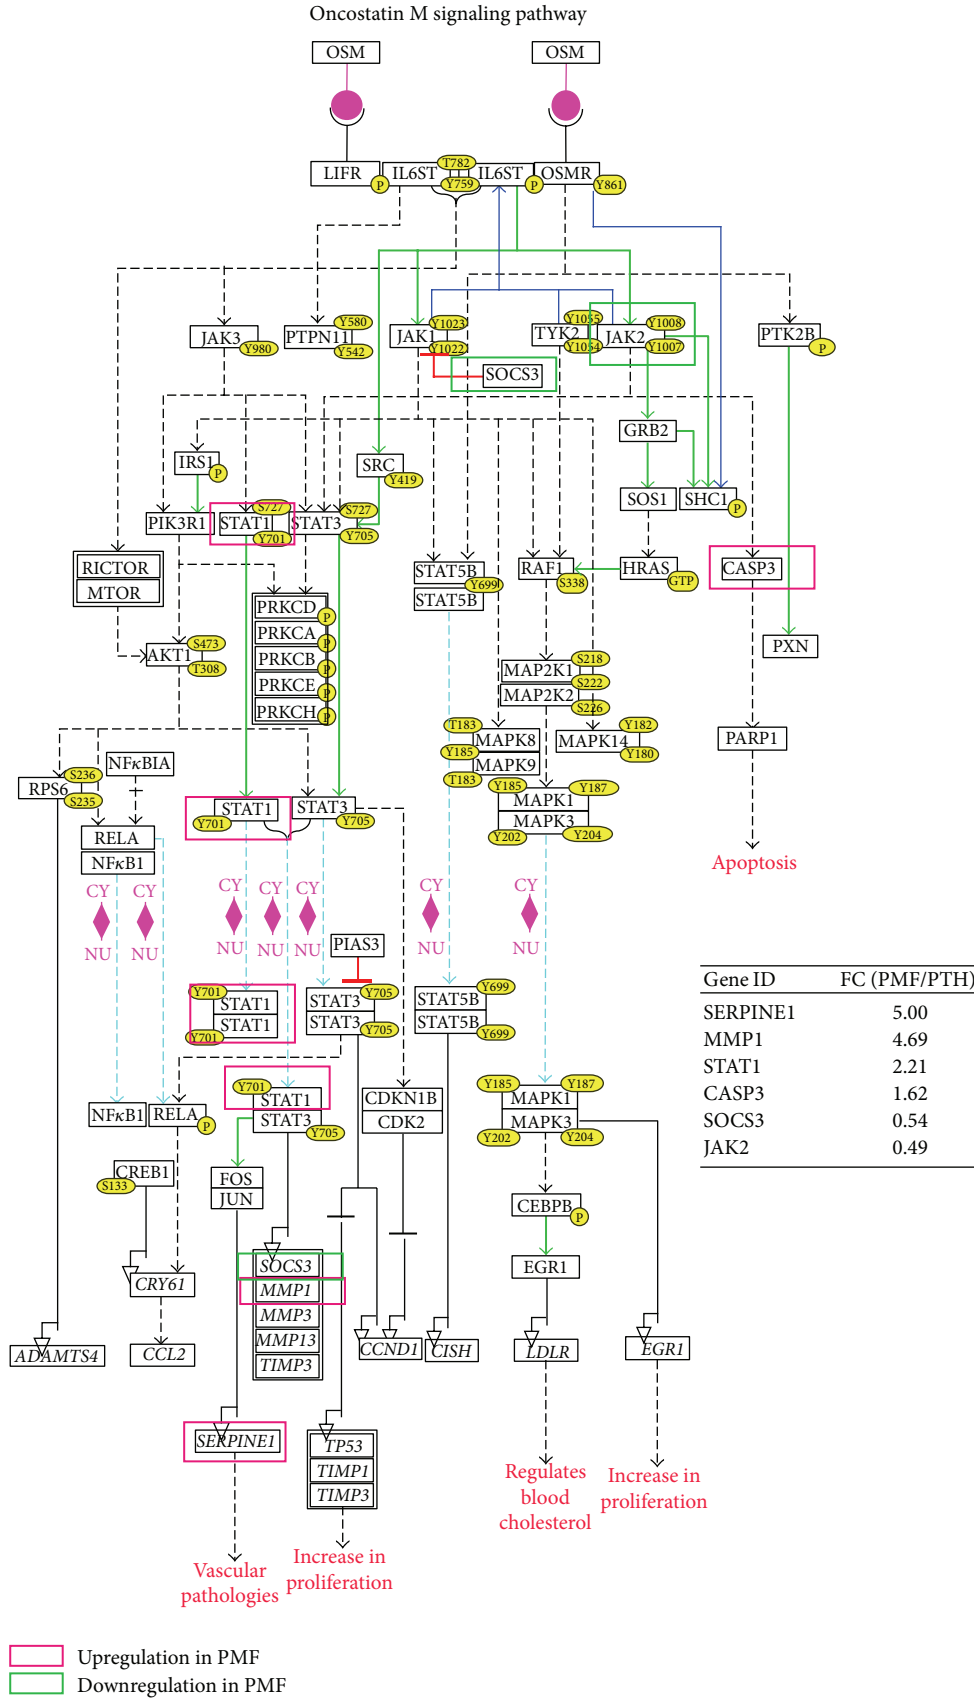 Oncostatin M signaling pathway
OSM
OSM
LIFR
P
IL6ST
T782
Y759
IL6ST
P
OSMR
Y861
JAK3
Y980
PTPN11
Y580
Y542
JAK1
Y1023
Y1022
TYK2
Y1055
Y1054
JAK2
Y1008
Y1007
PTK2B
P
SOCS3
GRB2
IRS1
P
SRC
Y419
SOS1
SHC1
P
PIK3R1
STAT1
S727
Y701
STAT3
S727
Y705
RICTOR
MTOR
STAT5B
Y699
STAT5B
RAF1
S338
HRAS
GTP
CASP3
PRKCD
P
PRKCA
P
PRKCB
P
PRKCE
P
PRKCH
P
AKT1
S473
T308
PXN
MAP2K1
S218
S222
MAP2K2
S226
T183
MAPK8
Y185
MAPK9
T183
MAPK14
Y182
Y180
PARP1
NFκBIA
RPS6
S236
S235
STAT1
Y701
STAT3
Y705
Y185
Y187
MAPK1
MAPK3
Y202
Y204
RELA
NFκB1
Apoptosis
CY
CY
CY
CY
CY
CY
CY
NU
NU
NU
NU
NU
NU
NU
PIAS3
Y701
STAT1
STAT1
Y701
STAT3
Y705
STAT3
Y705
STAT5B
Y699
STAT5B
Y699
Gene ID FC (PMF/PTH)
SERPINE1 5.00
MMP1 4.69
STAT1 2.21
CASP3 1.62
SOCS3 0.54
JAK2 0.49
NFκB1
RELA
P
Y701
STAT1
STAT3
Y705
CDKN1B
CDK2
Y185
Y187
MAPK1
MAPK3
Y202
Y204
CREB1
S133
FOS
JUN
CEBPB
P
EGR1
CRY61
SOCS3
MMP1
MMP3
MMP13
TIMP3
ADAMTS4
CCL2
CCND1
CISH
LDLR
EGR1
SERPINE1
TP53
TIMP1
TIMP3
Regulates
blood
cholesterol
Increase in
proliferation
Vascular
pathologies
Increase in
proliferation
Upregulation in PMF
Downregulation in PMF